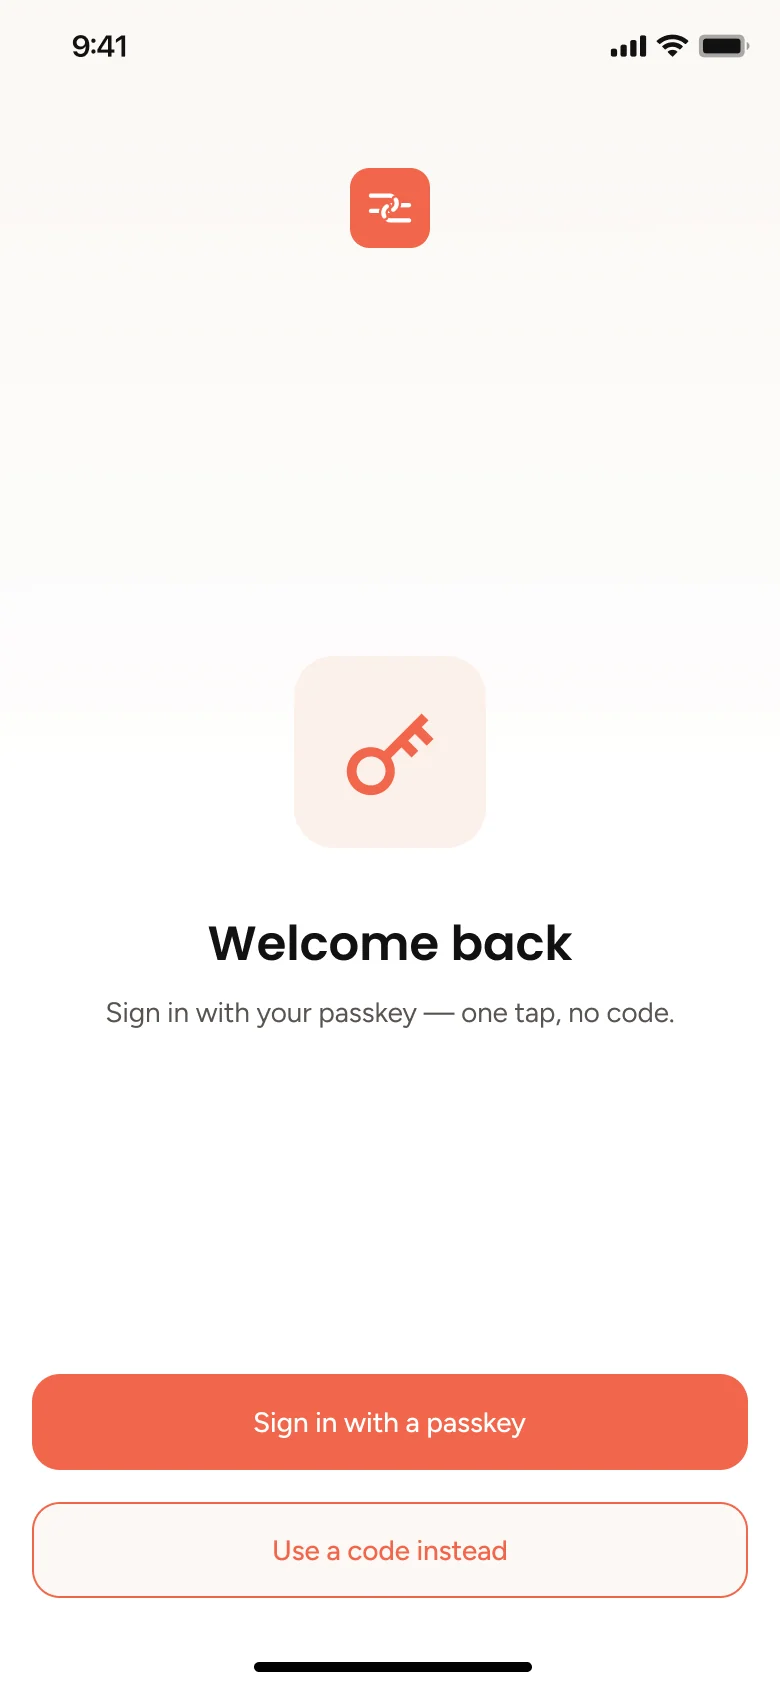 9:41
Welcome back
Sign in with your passkey — one tap, no code.
Sign in with a passkey
Use a code instead